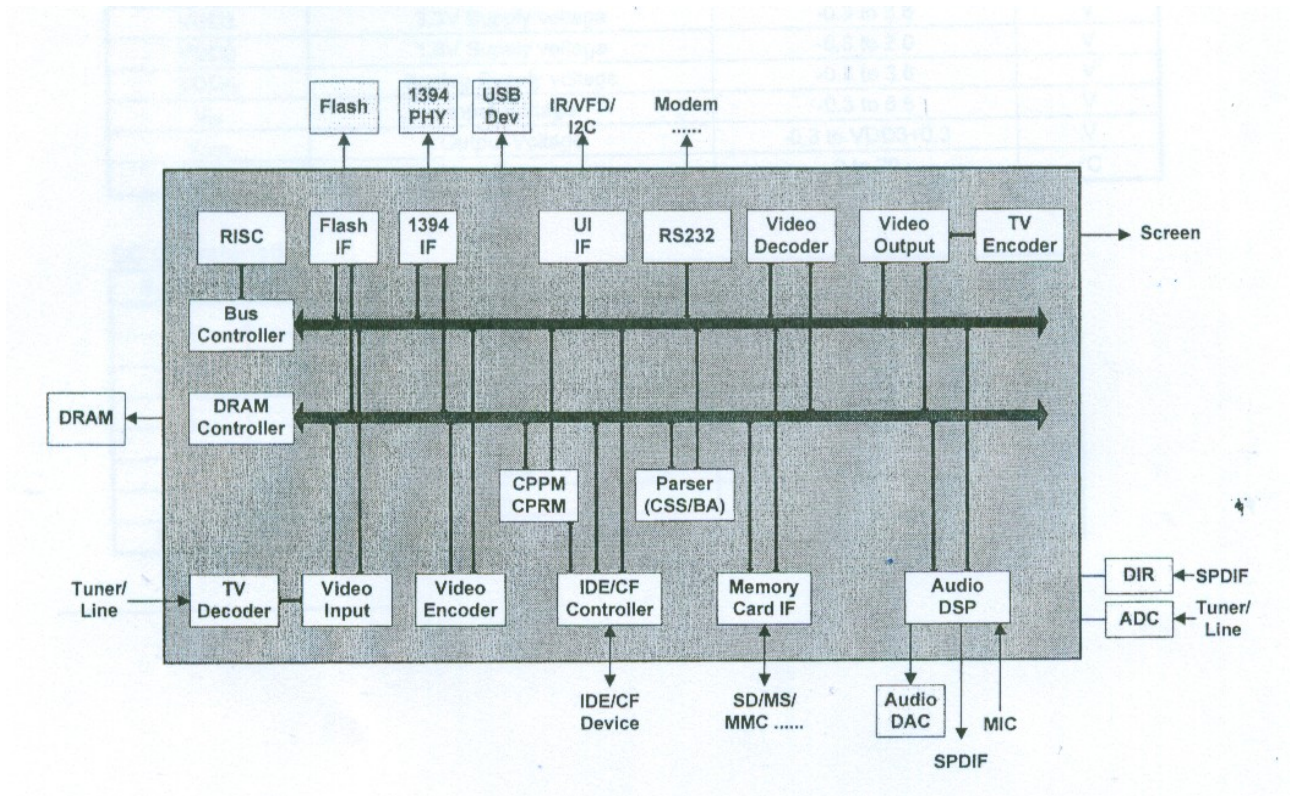 Flash
1394
PHY
USB
Dev
IR/VFD/
I2C
Modem
......
RISC
Flash
IF
1394
IF
UI
IF
RS232
Video
Decoder
Video
Output
TV
Encoder
Screen
Bus
Controller
DRAM
DRAM
Controller
CPPM
CPRM
Parser
(CSS/BA)
Tuner/
Line
TV
Decoder
Video
Input
Video
Encoder
IDE/CF
Controller
Memory
Card IF
Audio
DSP
DIR
SPDIF
ADC
Tuner/
Line
IDE/CF
Device
SD/MS/
MMC ......
Audio
DAC
MIC
SPDIF